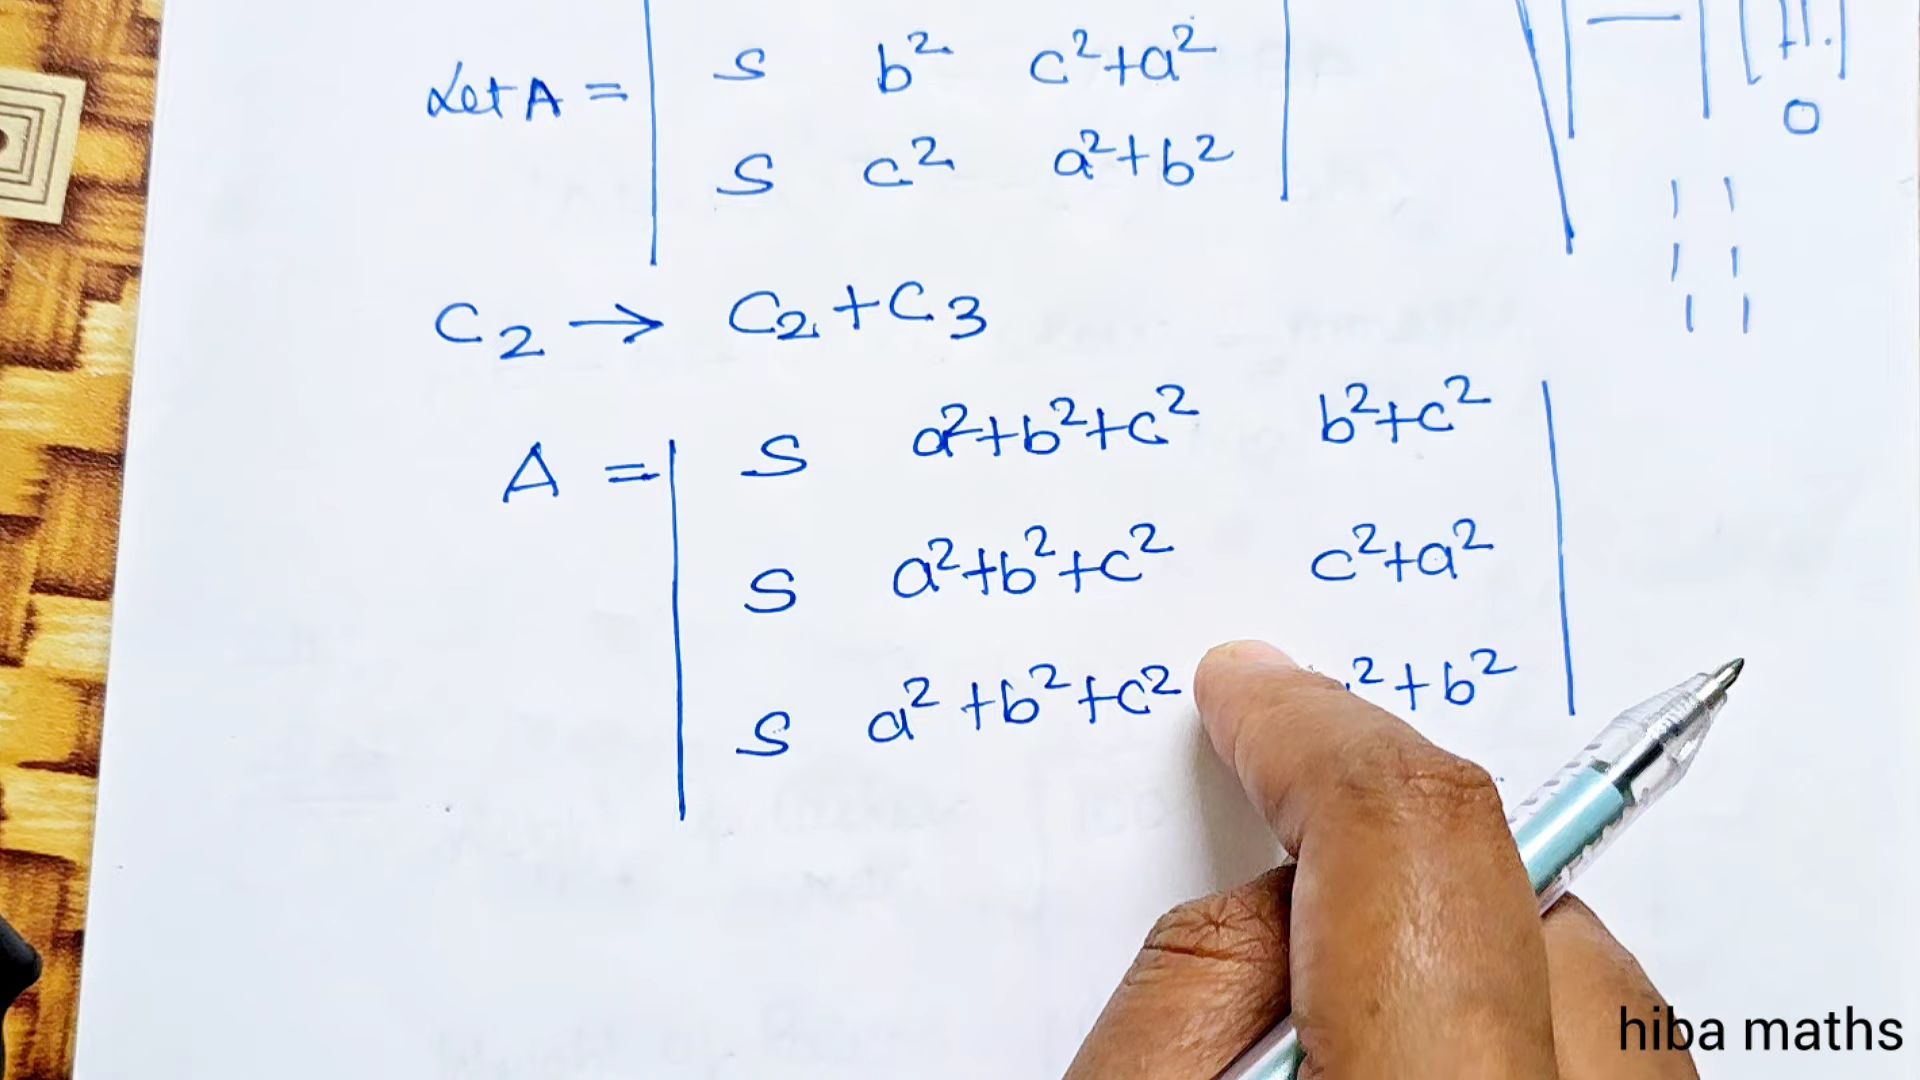 s b² c²+a²
Let A =
s c² a²+b²
0
C₂ → C₂+C₃
s a²+b²+c² b²+c²
A =
s a²+b²+c² c²+a²
s a²+b²+c² ²+b²
hiba maths